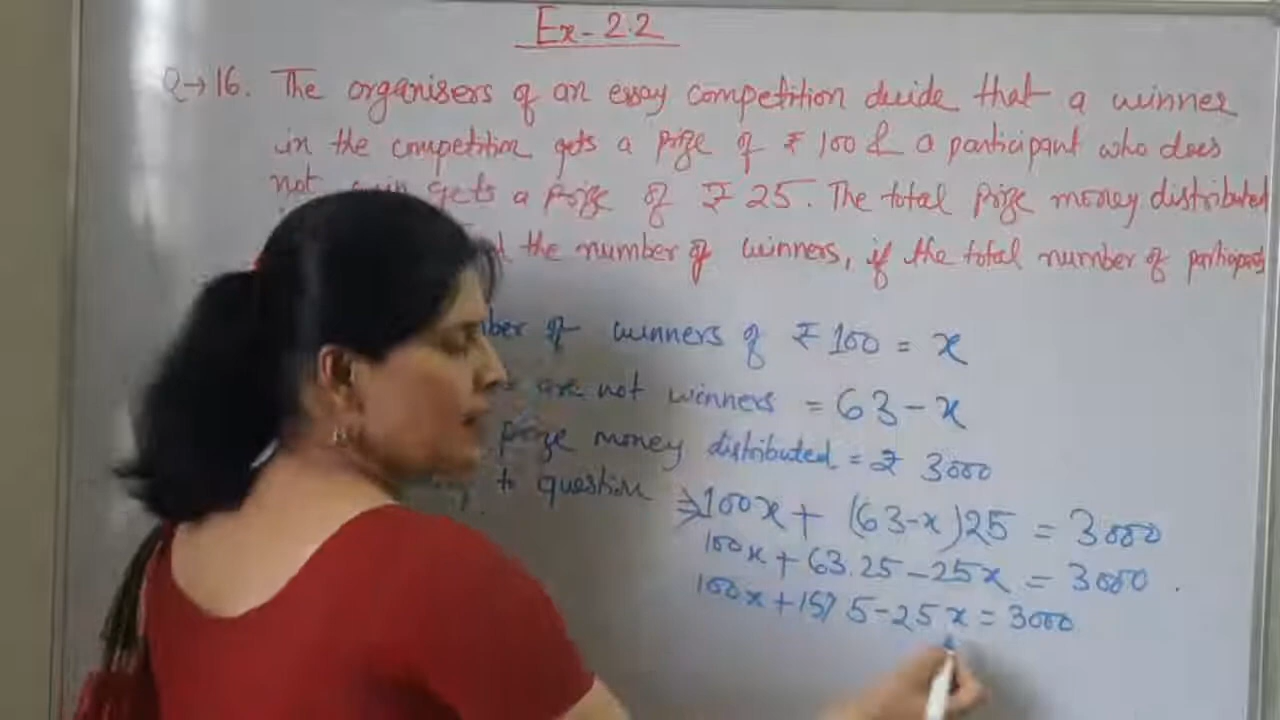 Ex-2.2
Q→16. The organisers of an essay competition decide that a winner
in the competition gets a prize of ₹ 100 & a participant who does
not gets a prize of ₹ 25. The total prize money distributed
the number of winners, if the total number of participants
of winners of ₹ 100 = x
are not winners = 63-x
prize money distributed = ₹ 3000
to question ⇒ 100x + (63-x)25 = 3000
100x + 63.25 - 25x = 3000.
100x + 1575 - 25x = 3000